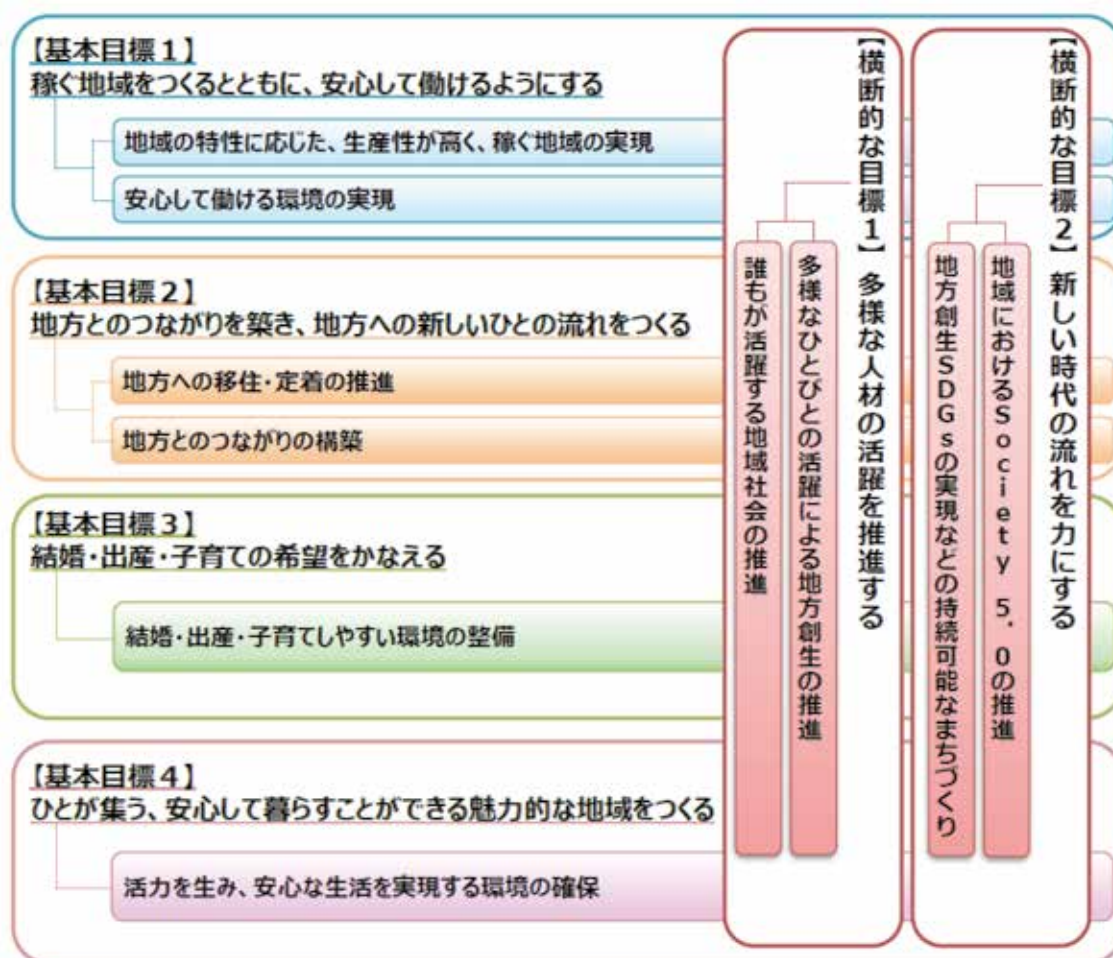 【基本目標１】
稼ぐ地域をつくるとともに、安心して働けるようにする
地域の特性に応じた、生産性が高く、稼ぐ地域の実現
安心して働ける環境の実現
【基本目標２】
地方とのつながりを築き、地方への新しいひとの流れをつくる
地方への移住・定着の推進
地方とのつながりの構築
【基本目標３】
結婚・出産・子育ての希望をかなえる
結婚・出産・子育てしやすい環境の整備
【基本目標４】
ひとが集う、安心して暮らすことができる魅力的な地域をつくる
活力を生み、安心な生活を実現する環境の確保
【横断的な目標１】多様な人材の活躍を推進する
多様なひとびとの活躍による地方創生の推進
誰もが活躍する地域社会の推進
【横断的な目標２】新しい時代の流れを力にする
地域におけるSociety 5.0の推進
地方創生SDGsの実現などの持続可能なまちづくり